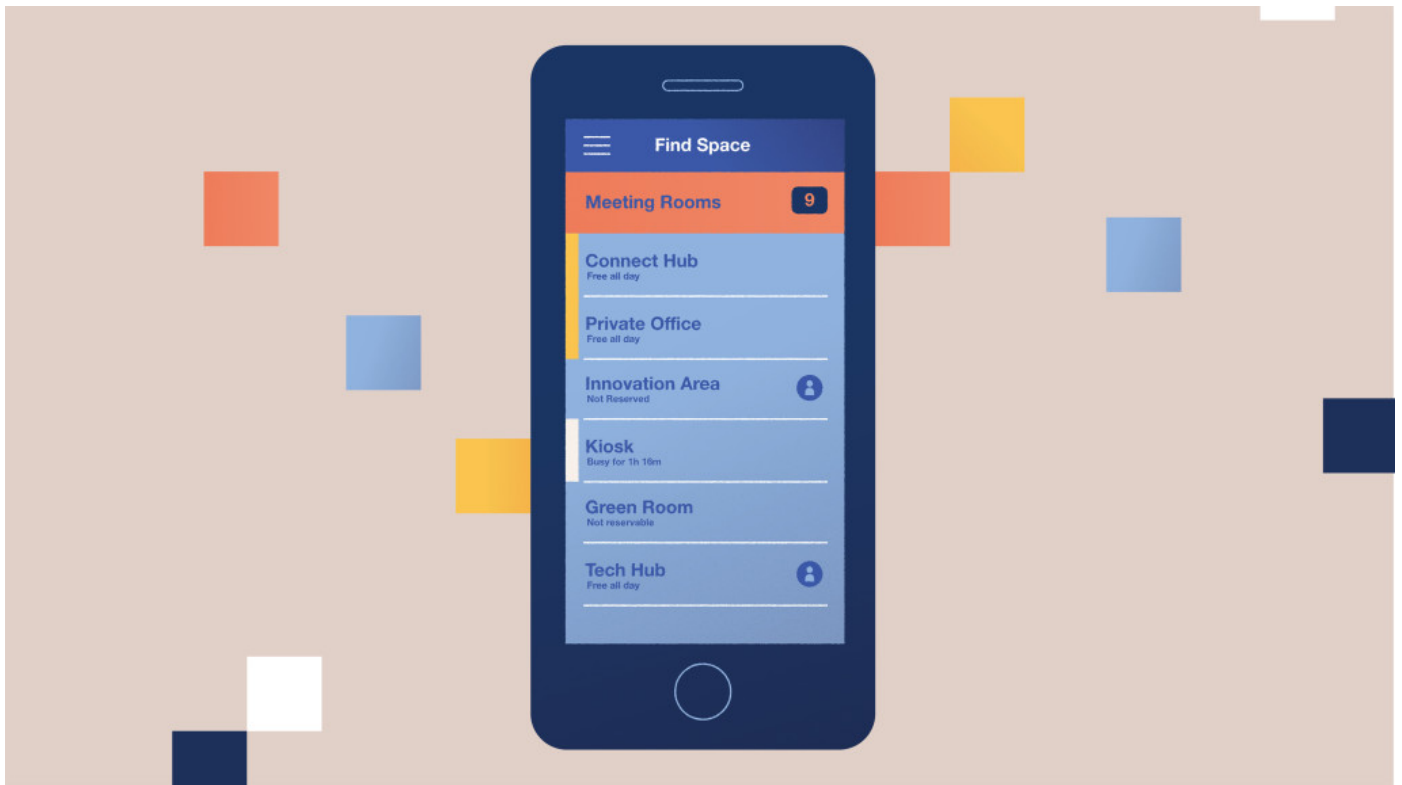 Find Space
Meeting Rooms 9
Connect Hub
Free all day
Private Office
Free all day
Innovation Area
Not Reserved
Kiosk
Busy for 1h 16m
Green Room
Not reservable
Tech Hub
Free all day